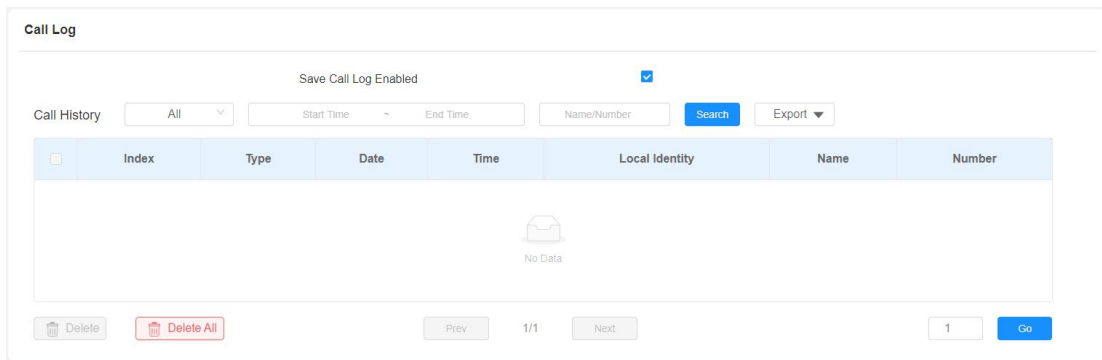 Call Log
Save Call Log Enabled
Call History All Start Time ~ End Time Name/Number Search Export
Index Type Date Time Local Identity Name Number
No Data
Delete Delete All Prev 1/1 Next 1 Go